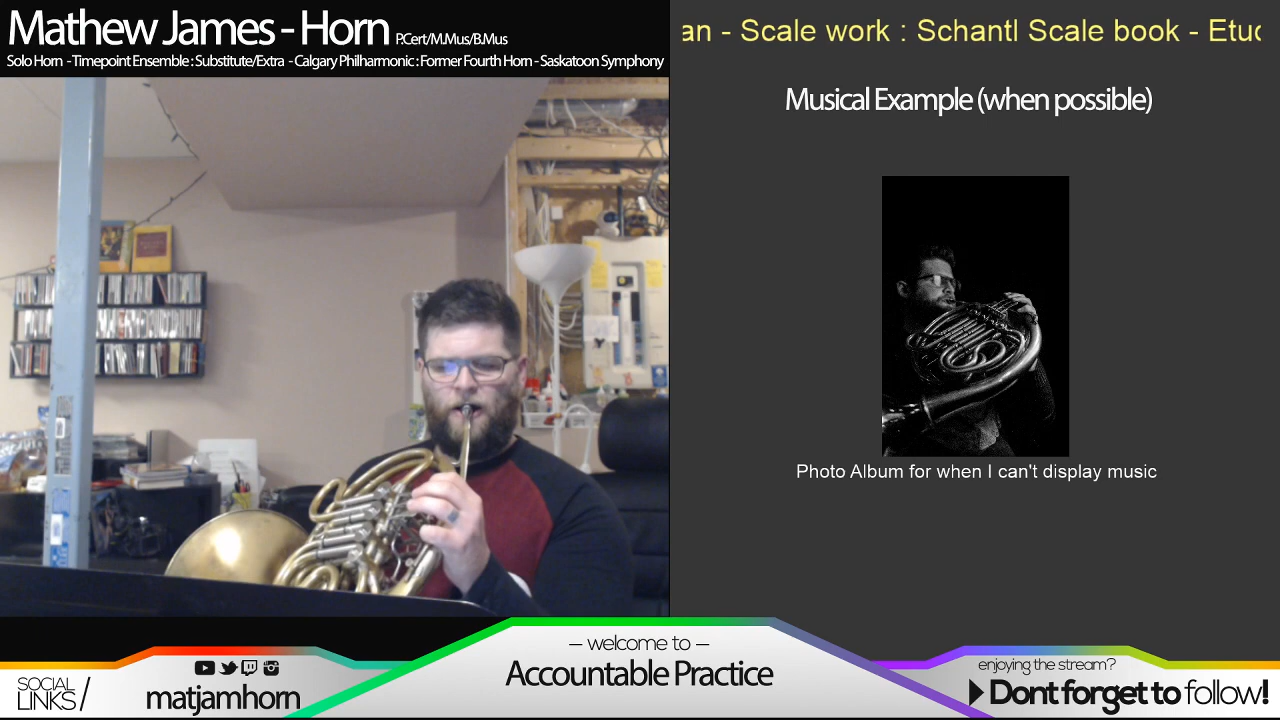 Mathew James - Horn P.Cert/M.Mus/B.Mus
Solo Horn - Timepoint Ensemble : Substitute/Extra - Calgary Philharmonic : Former Fourth Horn - Saskatoon Symphony
an - Scale work : Schantl Scale book - Etuc
Musical Example (when possible)
Photo Album for when I can't display music
– welcome to –
Accountable Practice
SOCIAL
LINKS /
matjamhorn
enjoying the stream?
Dont forget to follow!